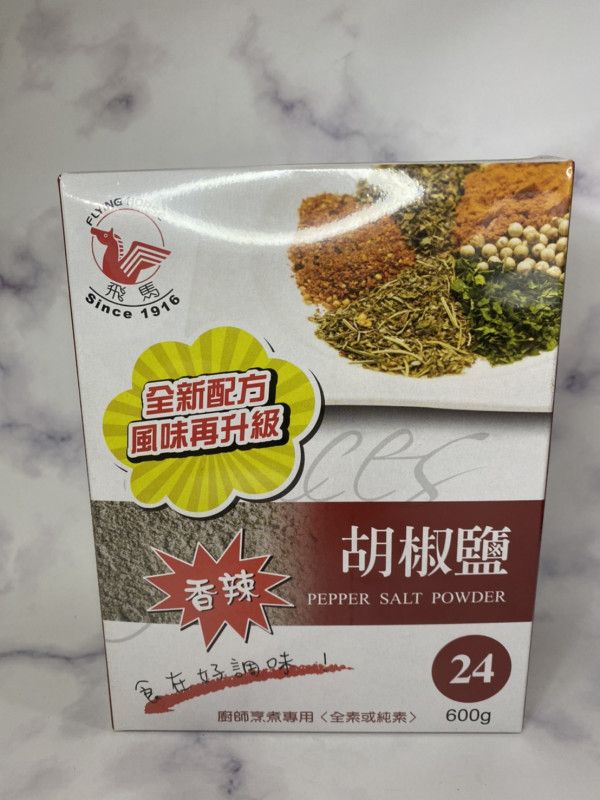 FLYING HORSE
飛馬
Since 1916
全新配方
風味再升級
胡椒鹽
香辣
PEPPER SALT POWDER
食在好調味!
24
廚師烹煮專用〈全素或純素〉
600g